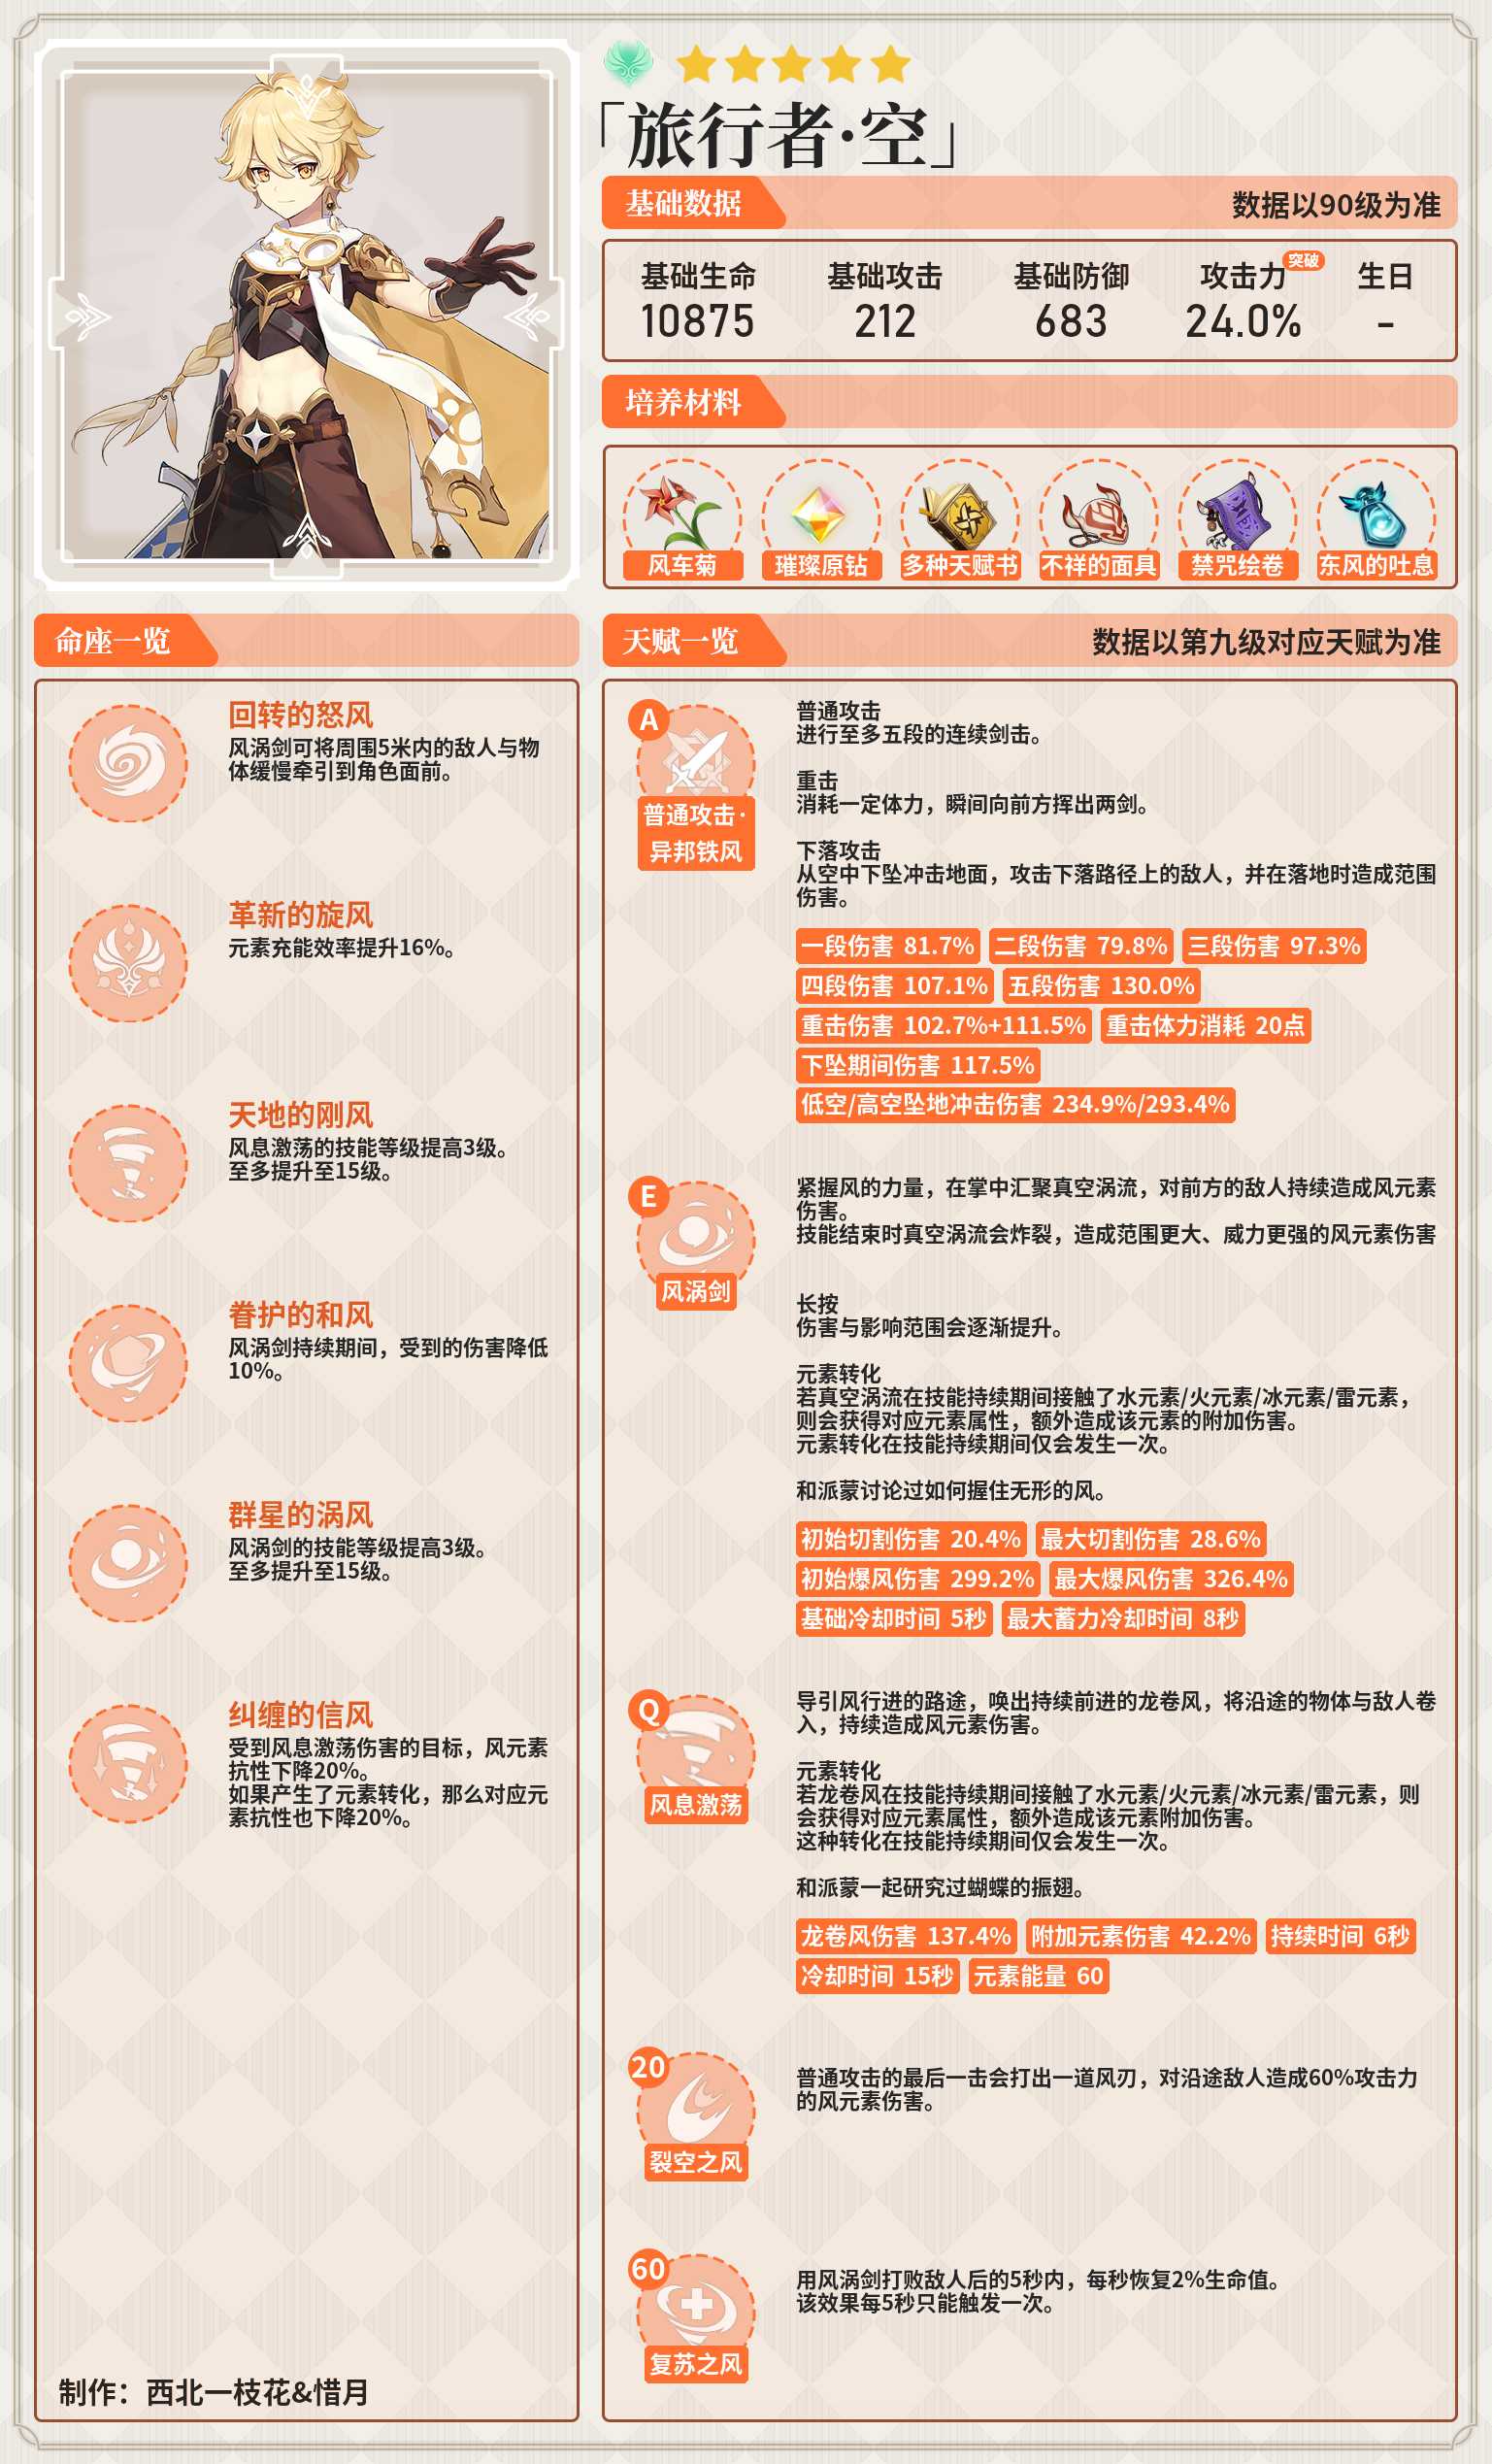 「旅行者·空」
基础数据
数据以90级为准
基础生命
10875
基础攻击
212
基础防御
683
攻击力 突破
24.0%
生日
-
培养材料
风车菊
璀璨原钻
多种天赋书
不祥的面具
禁咒绘卷
东风的吐息
命座一览
回转的怒风
风涡剑可将周围5米内的敌人与物
体缓慢牵引到角色面前。
革新的旋风
元素充能效率提升16%。
天地的刚风
风息激荡的技能等级提高3级。
至多提升至15级。
眷护的和风
风涡剑持续期间，受到的伤害降低
10%。
群星的涡风
风涡剑的技能等级提高3级。
至多提升至15级。
纠缠的信风
受到风息激荡伤害的目标，风元素
抗性下降20%。
如果产生了元素转化，那么对应元
素抗性也下降20%。
制作：西北一枝花&惜月
天赋一览
数据以第九级对应天赋为准
A
普通攻击·
异邦铁风
普通攻击
进行至多五段的连续剑击。
重击
消耗一定体力，瞬间向前方挥出两剑。
下落攻击
从空中下坠冲击地面，攻击下落路径上的敌人，并在落地时造成范围
伤害。
一段伤害 81.7% 二段伤害 79.8% 三段伤害 97.3%
四段伤害 107.1% 五段伤害 130.0%
重击伤害 102.7%+111.5% 重击体力消耗 20点
下坠期间伤害 117.5%
低空/高空坠地冲击伤害 234.9%/293.4%
E
风涡剑
紧握风的力量，在掌中汇聚真空涡流，对前方的敌人持续造成风元素
伤害。
技能结束时真空涡流会炸裂，造成范围更大、威力更强的风元素伤害
长按
伤害与影响范围会逐渐提升。
元素转化
若真空涡流在技能持续期间接触了水元素/火元素/冰元素/雷元素，
则会获得对应元素属性，额外造成该元素的附加伤害。
元素转化在技能持续期间仅会发生一次。
和派蒙讨论过如何握住无形的风。
初始切割伤害 20.4% 最大切割伤害 28.6%
初始爆风伤害 299.2% 最大爆风伤害 326.4%
基础冷却时间 5秒 最大蓄力冷却时间 8秒
Q
风息激荡
导引风行进的路途，唤出持续前进的龙卷风，将沿途的物体与敌人卷
入，持续造成风元素伤害。
元素转化
若龙卷风在技能持续期间接触了水元素/火元素/冰元素/雷元素，则
会获得对应元素属性，额外造成该元素附加伤害。
这种转化在技能持续期间仅会发生一次。
和派蒙一起研究过蝴蝶的振翅。
龙卷风伤害 137.4% 附加元素伤害 42.2% 持续时间 6秒
冷却时间 15秒 元素能量 60
20
裂空之风
普通攻击的最后一击会打出一道风刃，对沿途敌人造成60%攻击力
的风元素伤害。
60
复苏之风
用风涡剑打败敌人后的5秒内，每秒恢复2%生命值。
该效果每5秒只能触发一次。